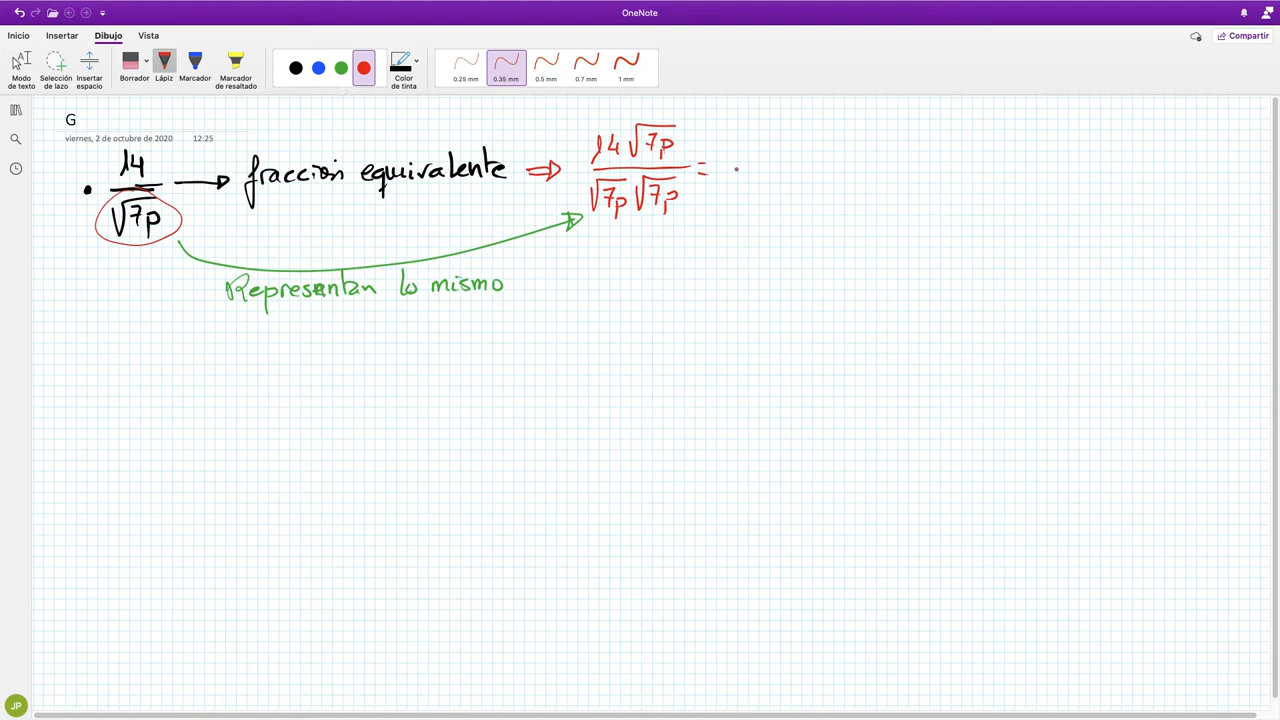 OneNote
Inicio Insertar Dibujo Vista
Compartir
Modo de texto
Selección de lazo
Insertar espacio
Borrador
Lápiz
Marcador
Marcador de resaltado
Color de tinta
0.25 mm 0.35 mm 0.5 mm 0.7 mm 1 mm
G
viernes, 2 de octubre de 2020 12:25
• 14/√7p → fraccion equivalente ⇒ 14√7p/√7p √7p =
Representan lo mismo
JP